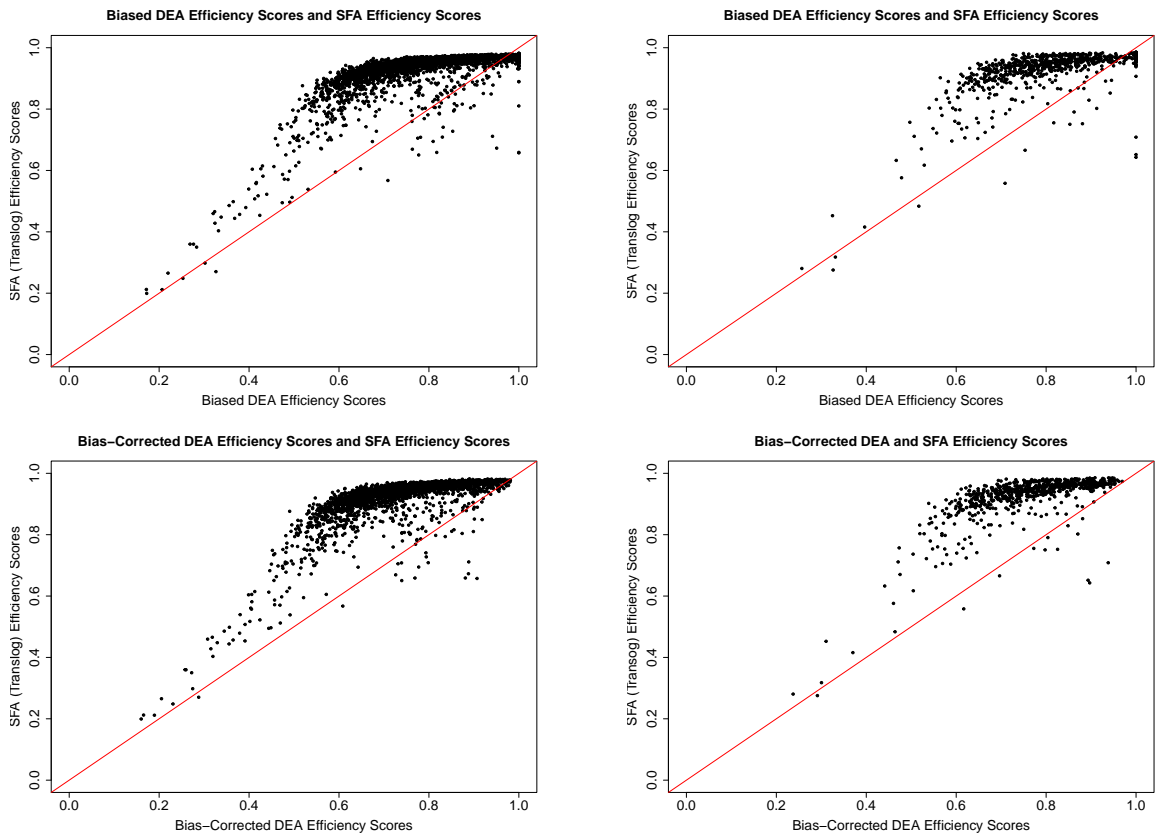 Biased DEA Efficiency Scores and SFA Efficiency Scores
SFA (Translog) Efficiency Scores
1.0
0.8
0.6
0.4
0.2
0.0
0.0 0.2 0.4 0.6 0.8 1.0
Biased DEA Efficiency Scores
Biased DEA Efficiency Scores and SFA Efficiency Scores
SFA (Translog Efficiency Scores
1.0
0.8
0.6
0.4
0.2
0.0
0.0 0.2 0.4 0.6 0.8 1.0
Biased DEA Efficiency Scores
Bias−Corrected DEA Efficiency Scores and SFA Efficiency Scores
SFA (Translog) Efficiency Scores
1.0
0.8
0.6
0.4
0.2
0.0
0.0 0.2 0.4 0.6 0.8 1.0
Bias−Corrected DEA Efficiency Scores
Bias−Corrected DEA and SFA Efficiency Scores
SFA (Transog) Efficiency Scores
1.0
0.8
0.6
0.4
0.2
0.0
0.0 0.2 0.4 0.6 0.8 1.0
Bias−Corrected DEA Efficiency Scores